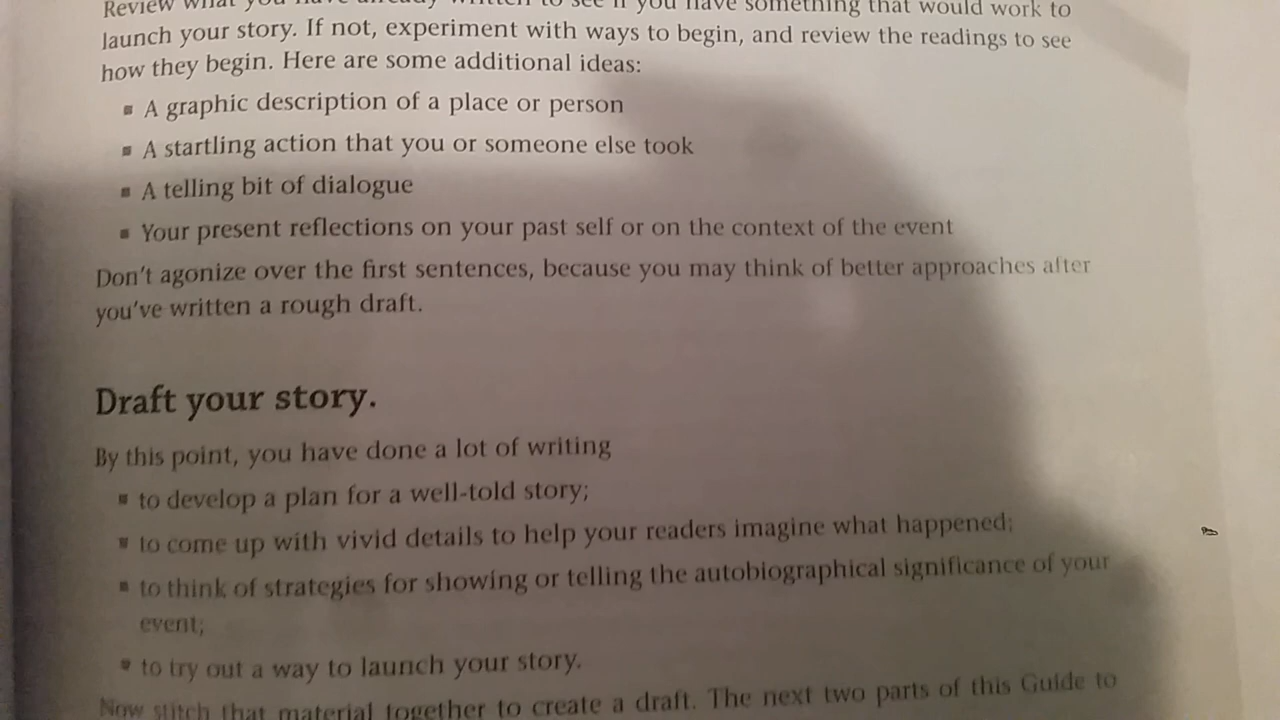 Review what you have already written to see if you have something that would work to
launch your story. If not, experiment with ways to begin, and review the readings to see
how they begin. Here are some additional ideas:
▪ A graphic description of a place or person
▪ A startling action that you or someone else took
▪ A telling bit of dialogue
▪ Your present reflections on your past self or on the context of the event
Don't agonize over the first sentences, because you may think of better approaches after
you've written a rough draft.
Draft your story.
By this point, you have done a lot of writing
▪ to develop a plan for a well-told story;
▪ to come up with vivid details to help your readers imagine what happened;
▪ to think of strategies for showing or telling the autobiographical significance of your
event;
▪ to try out a way to launch your story.
Now stitch that material together to create a draft. The next two parts of this Guide to